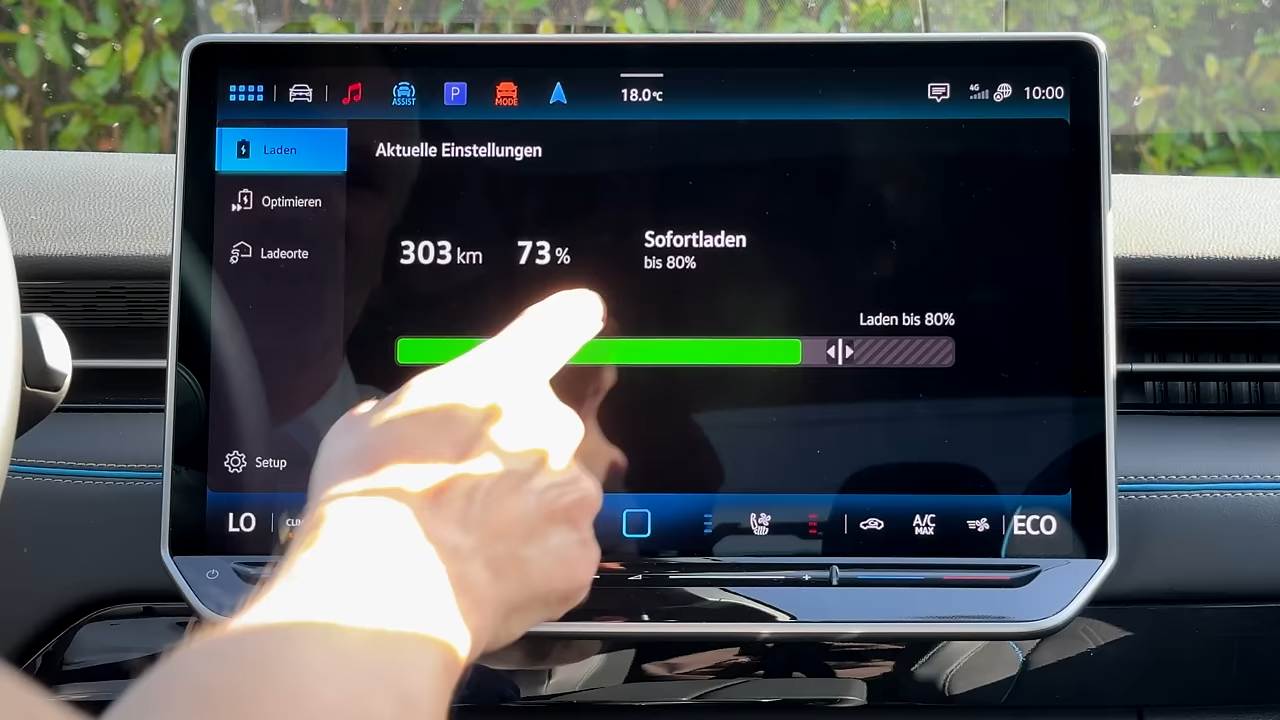 ASSIST
P
MODE
18.0°C
4G
10:00
Laden
Aktuelle Einstellungen
Optimieren
Ladeorte
303 km 73 %
Sofortladen
bis 80%
Laden bis 80%
Setup
LO
A/C
MAX
ECO